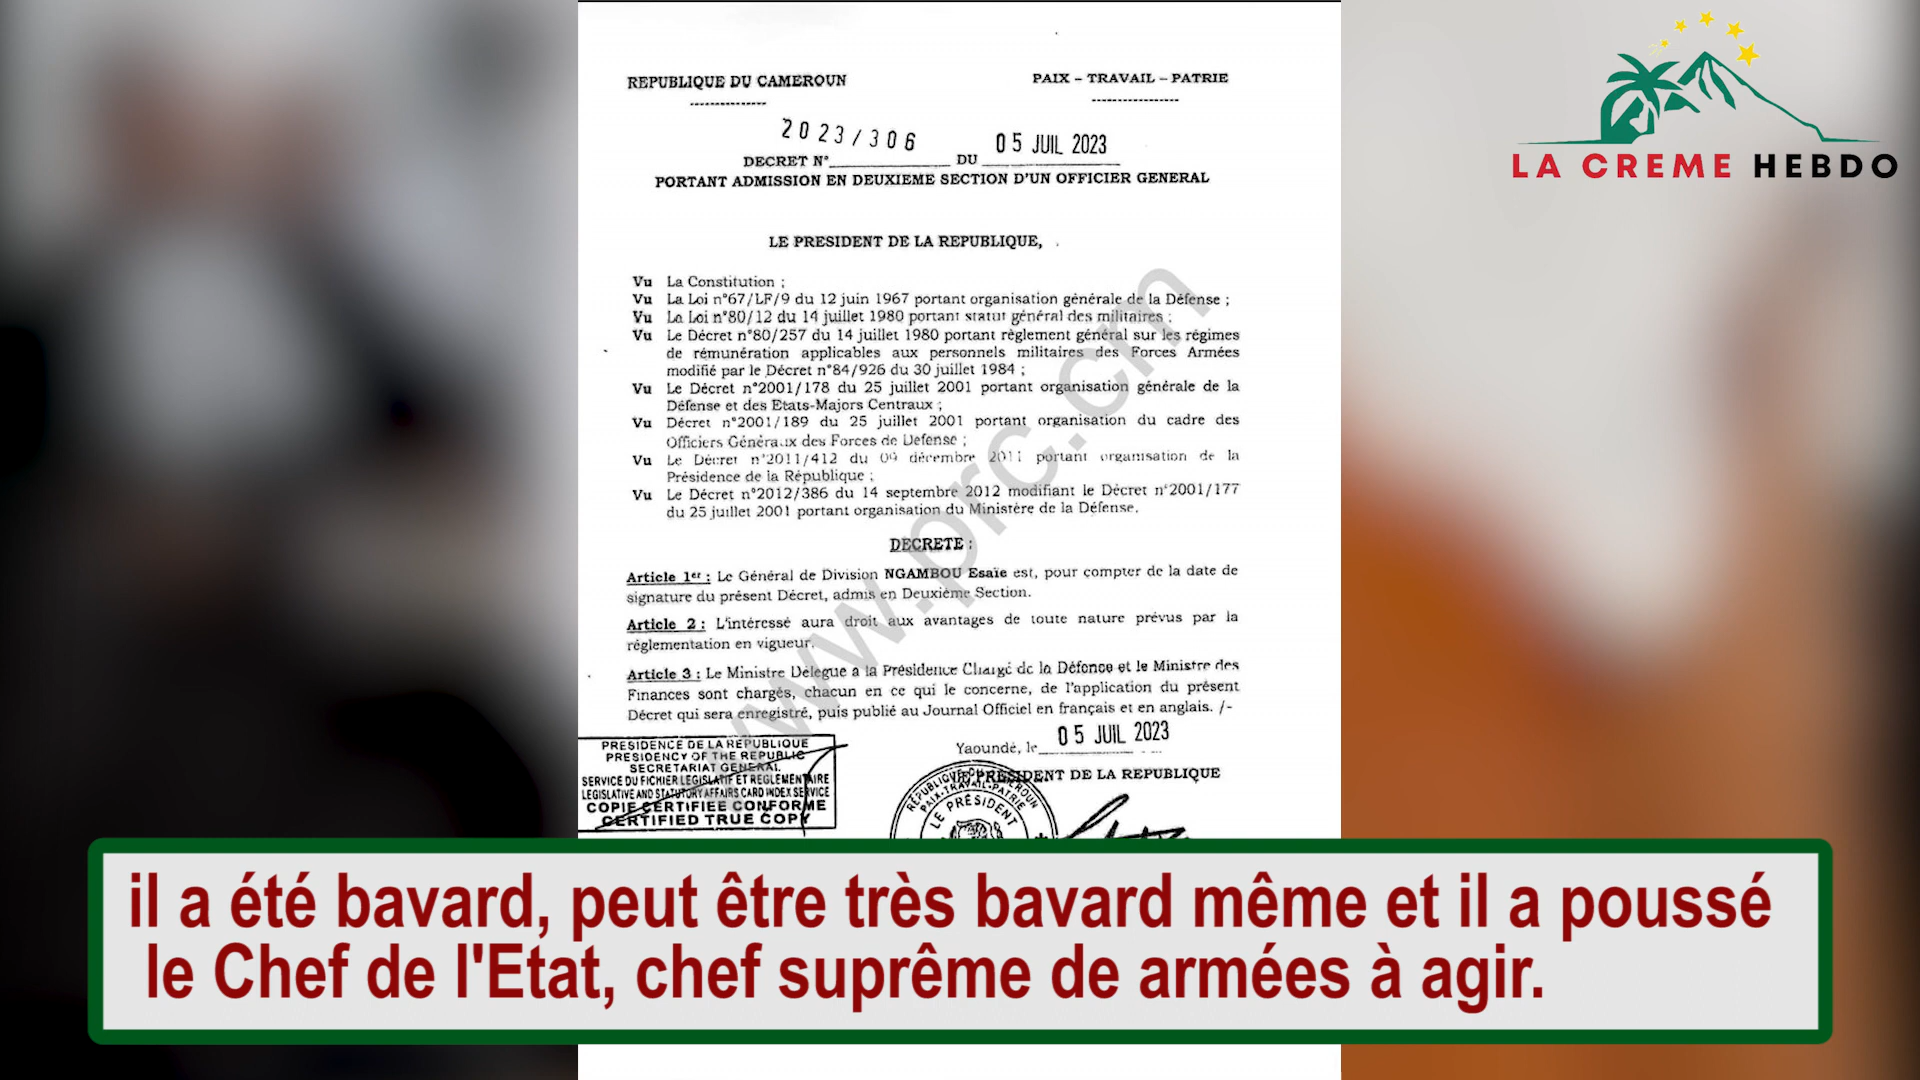 LA CREME HEBDO
REPUBLIQUE DU CAMEROUN
PAIX – TRAVAIL – PATRIE
2023/306
05 JUIL 2023
DECRET N° DU
PORTANT ADMISSION EN DEUXIEME SECTION D'UN OFFICIER GENERAL
LE PRESIDENT DE LA REPUBLIQUE,
Vu La Constitution ;
Vu La Loi n°67/LF/9 du 12 juin 1967 portant organisation générale de la Défense ;
Vu La Loi n°80/12 du 14 juillet 1980 portant statut général des militaires ;
Vu Le Décret n°80/257 du 14 juillet 1980 portant règlement général sur les régimes
de rémunération applicables aux personnels militaires des Forces Armées
modifié par le Décret n°84/926 du 30 juillet 1984 ;
Vu Le Décret n°2001/178 du 25 juillet 2001 portant organisation générale de la
Défense et des Etats-Majors Centraux ;
Vu Décret n°2001/189 du 25 juillet 2001 portant organisation du cadre des
Officiers Généraux des Forces de Défense ;
Vu Le Décret n°2011/412 du 09 décembre 2011 portant organisation de la
Présidence de la République ;
Vu Le Décret n°2012/386 du 14 septembre 2012 modifiant le Décret n°2001/177
du 25 juillet 2001 portant organisation du Ministère de la Défense.
DECRETE :
Article 1er : Le Général de Division NGAMBOU Esaïe est, pour compter de la date de
signature du présent Décret, admis en Deuxième Section.
Article 2 : L'intéressé aura droit aux avantages de toute nature prévus par la
réglementation en vigueur.
Article 3 : Le Ministre Délégué à la Présidence Chargé de la Défense et le Ministre des
Finances sont chargés, chacun en ce qui le concerne, de l'application du présent
Décret qui sera enregistré, puis publié au Journal Officiel en français et en anglais. /-
Yaoundé, le 05 JUIL 2023
LE PRESIDENT DE LA REPUBLIQUE
PRESIDENCE DE LA REPUBLIQUE
PRESIDENCY OF THE REPUBLIC
SECRETARIAT GENERAL
SERVICE DU FICHIER LEGISLATIF ET REGLEMENTAIRE
LEGISLATIVE AND STATUTORY AFFAIRS CARD INDEX SERVICE
COPIE CERTIFIEE CONFORME
CERTIFIED TRUE COPY
REPUBLIQUE DU CAMEROUN
PAIX-TRAVAIL-PATRIE
LE PRÉSIDENT
www.prc.cm
il a été bavard, peut être très bavard même et il a poussé
le Chef de l'Etat, chef suprême de armées à agir.